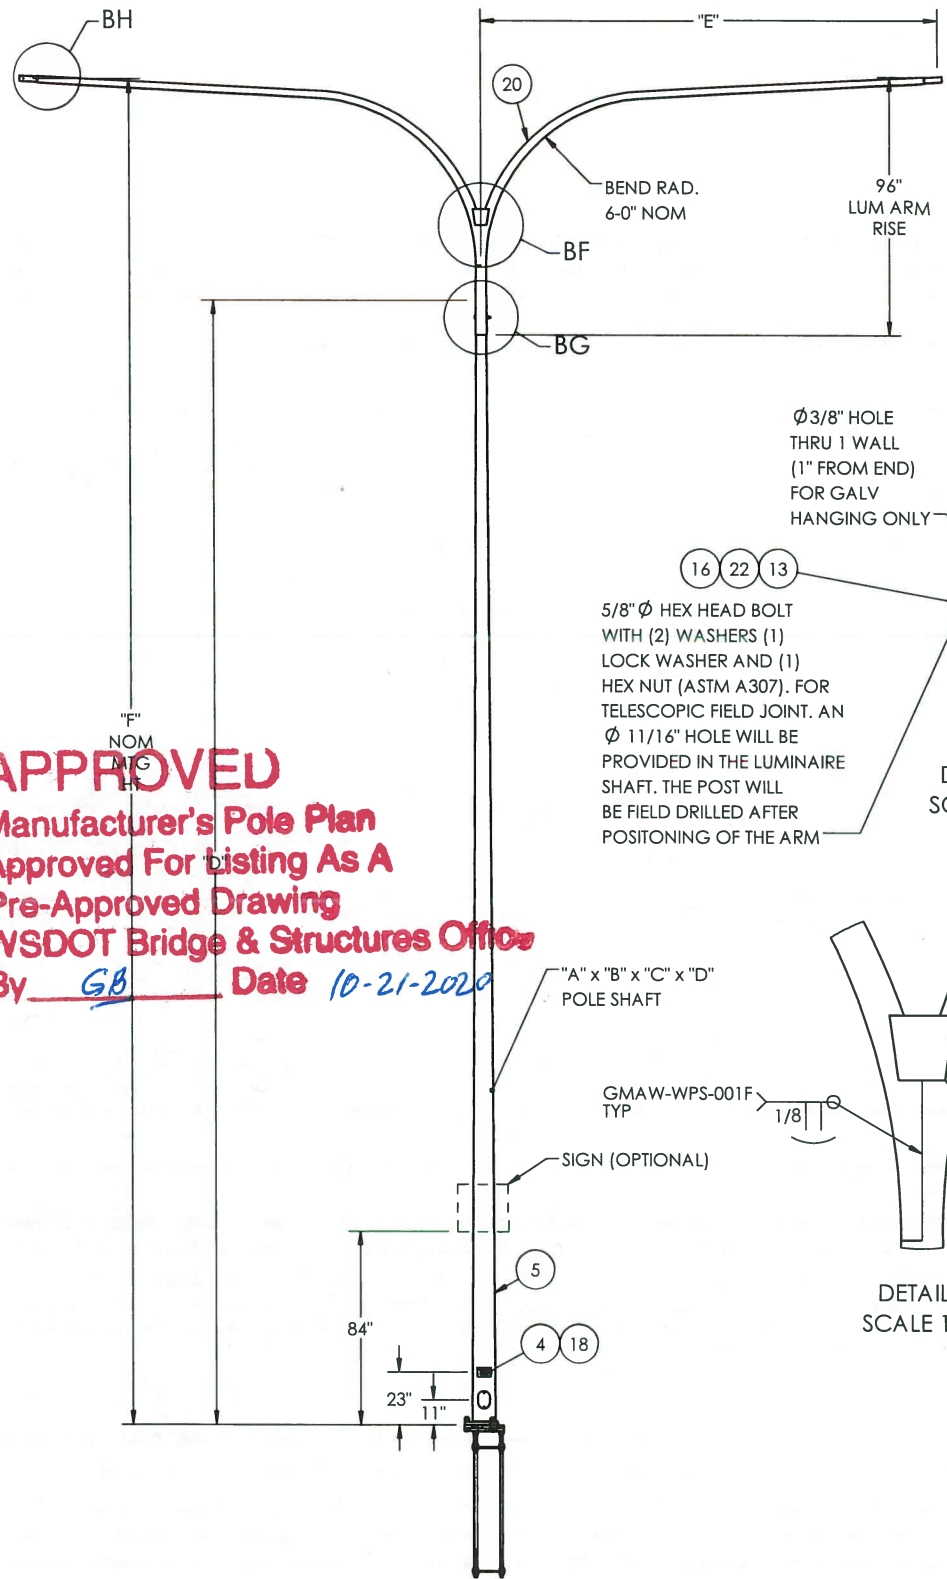 BH
"E"
20
BEND RAD.
6-0" NOM
96"
LUM ARM
RISE
BF
BG
Ø3/8" HOLE
THRU 1 WALL
(1" FROM END)
FOR GALV
HANGING ONLY
16 22 13
5/8" Ø HEX HEAD BOLT
WITH (2) WASHERS (1)
LOCK WASHER AND (1)
HEX NUT (ASTM A307). FOR
TELESCOPIC FIELD JOINT. AN
Ø 11/16" HOLE WILL BE
PROVIDED IN THE LUMINAIRE
SHAFT. THE POST WILL
BE FIELD DRILLED AFTER
POSITONING OF THE ARM
"F"
NOM
MTG
HT
"D"
APPROVED
Manufacturer's Pole Plan
Approved For Listing As A
Pre-Approved Drawing
WSDOT Bridge & Structures Office
By GB Date 10-21-2020
"A" x "B" x "C" x "D"
POLE SHAFT
GMAW-WPS-001F
TYP
1/8
SIGN (OPTIONAL)
5
84"
4 18
23"
11"
D
SC
DETAIL
SCALE 1